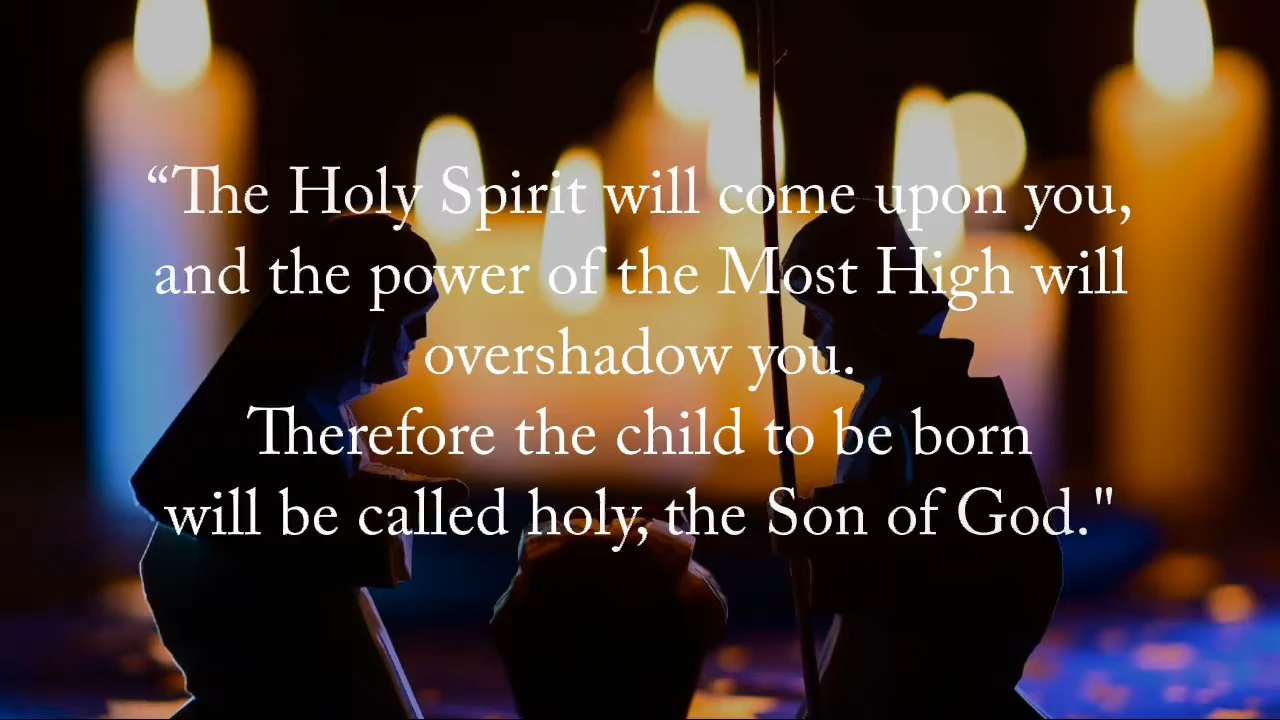 “The Holy Spirit will come upon you,
and the power of the Most High will
overshadow you.
Therefore the child to be born
will be called holy, the Son of God."